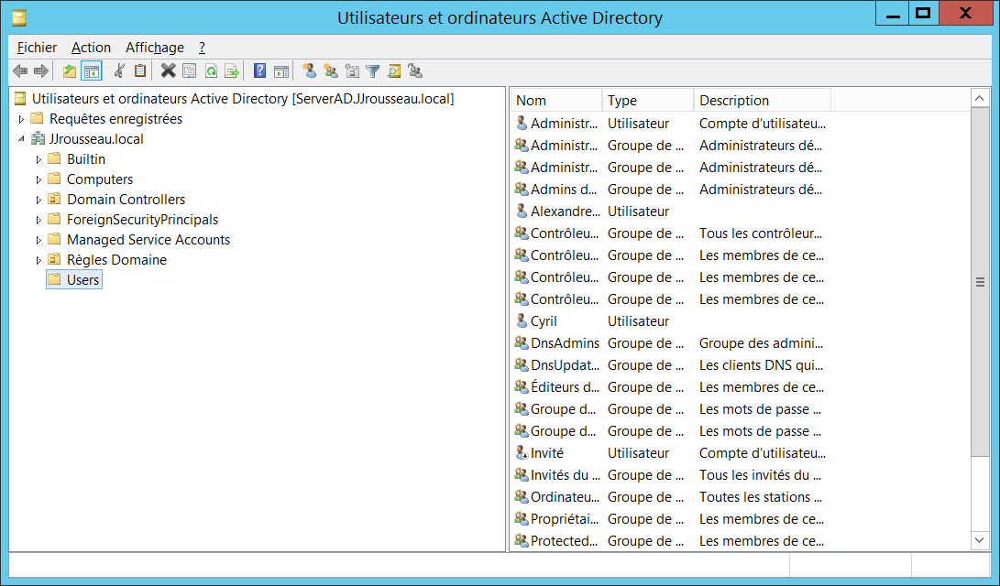 Utilisateurs et ordinateurs Active Directory
Fichier Action Affichage ?
Utilisateurs et ordinateurs Active Directory [ServerAD.JJrousseau.local]
Requêtes enregistrées
JJrousseau.local
Builtin
Computers
Domain Controllers
ForeignSecurityPrincipals
Managed Service Accounts
Règles Domaine
Users
Nom Type Description
Administr... Utilisateur Compte d'utilisateu...
Administr... Groupe de ... Administrateurs dé...
Administr... Groupe de ... Administrateurs dé...
Admins d... Groupe de ... Administrateurs dé...
Alexandre... Utilisateur
Contrôleu... Groupe de ... Tous les contrôleur...
Contrôleu... Groupe de ... Les membres de ce...
Contrôleu... Groupe de ... Les membres de ce...
Contrôleu... Groupe de ... Les membres de ce...
Cyril Utilisateur
DnsAdmins Groupe de ... Groupe des admini...
DnsUpdat... Groupe de ... Les clients DNS qui...
Éditeurs d... Groupe de ... Les membres de ce...
Groupe d... Groupe de ... Les mots de passe ...
Groupe d... Groupe de ... Les mots de passe ...
Invité Utilisateur Compte d'utilisateu...
Invités du ... Groupe de ... Tous les invités du ...
Ordinateu... Groupe de ... Toutes les stations ...
Propriétai... Groupe de ... Les membres de ce...
Protected... Groupe de ... Les membres de ce...